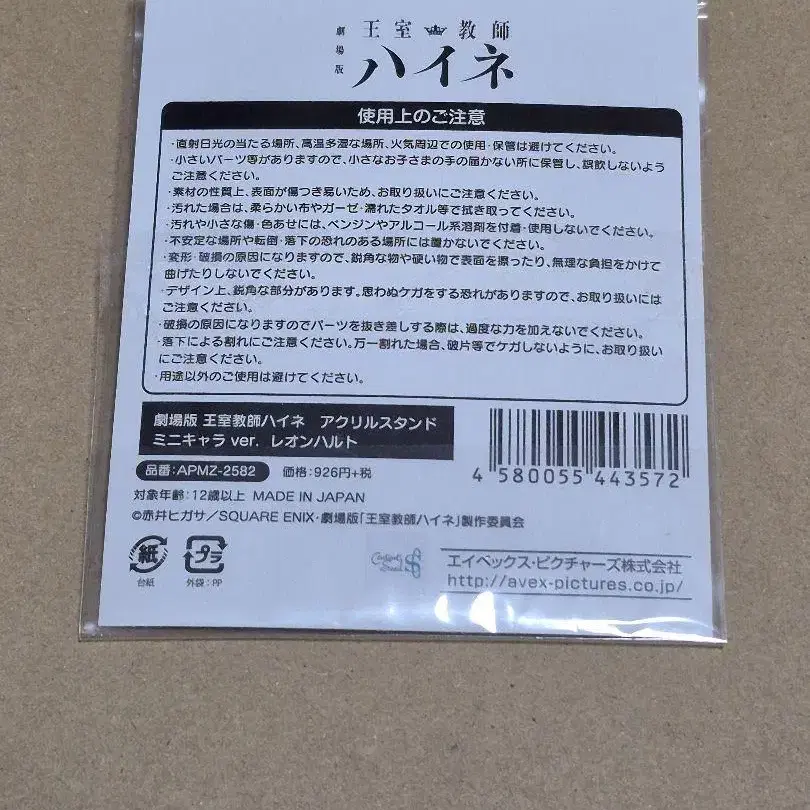 劇場版 王室教師
ハイネ
使用上のご注意
・直射日光の当たる場所、高温多湿な場所、火気周辺での使用・保管は避けてください。
・小さいパーツ等がありますので、小さなお子さまの手の届かない所に保管し、誤飲しないよう
ご注意ください。
・素材の性質上、表面が傷つき易いため、お取り扱いにご注意ください。
・汚れた場合は、柔らかい布やガーゼ・濡れたタオル等で拭き取ってください。
・汚れや小さな傷・色あせには、ベンジンやアルコール系溶剤を付着・使用しないでください。
・不安定な場所や転倒・落下の恐れのある場所には置かないでください。
・変形・破損の原因になりますので、鋭角な物や硬い物で表面を擦ったり、無理な負担をかけて
曲げたりしないでください。
・デザイン上、鋭角な部分があります。思わぬケガをする恐れがありますので、お取り扱いには
ご注意ください。
・破損の原因になりますのでパーツを抜き差しする際は、過度な力を加えないでください。
・落下による割れにご注意ください。万一割れた場合、破片等でケガしないように、お取り扱い
にご注意ください。
・用途以外のご使用は避けてください。
劇場版 王室教師ハイネ　アクリルスタンド
ミニキャラ ver.　レオンハルト
品番:APMZ-2582　価格:926円+税
4 580055 443572
対象年齢:12歳以上　MADE IN JAPAN
©赤井ヒガサ／SQUARE ENIX・劇場版「王室教師ハイネ」製作委員会
紙　プラ
台紙　外袋:PP
エイベックス・ピクチャーズ株式会社
http://avex-pictures.co.jp/